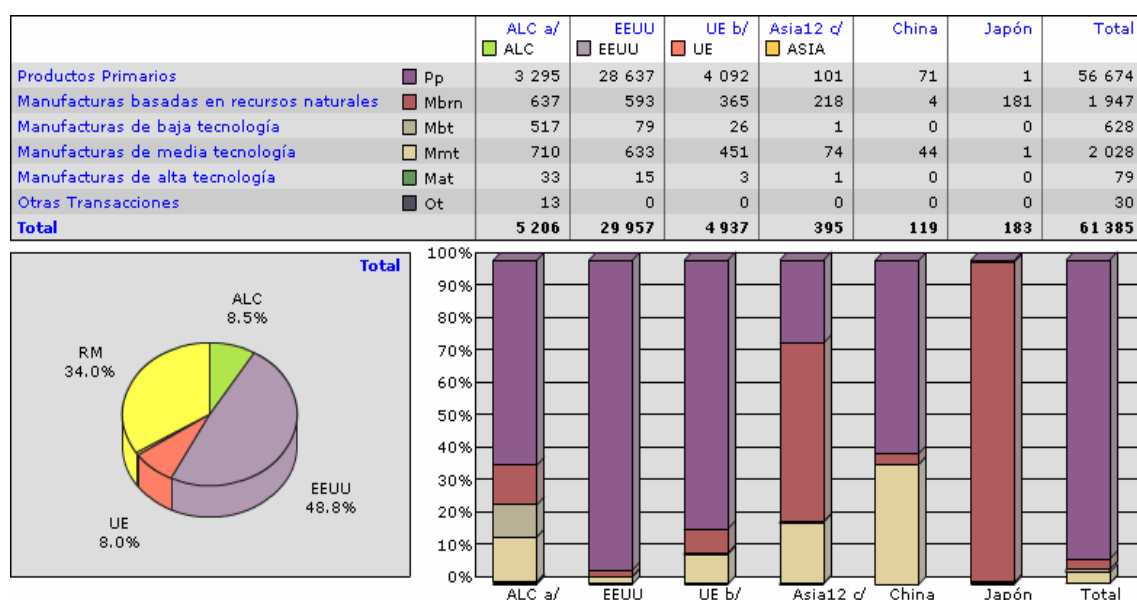 ALC a/ EEUU UE b/ Asia12 c/ China Japón Total
ALC EEUU UE ASIA
Productos Primarios Pp 3 295 28 637 4 092 101 71 1 56 674
Manufacturas basadas en recursos naturales Mbrn 637 593 365 218 4 181 1 947
Manufacturas de baja tecnología Mbt 517 79 26 1 0 0 628
Manufacturas de media tecnología Mmt 710 633 451 74 44 1 2 028
Manufacturas de alta tecnología Mat 33 15 3 1 0 0 79
Otras Transacciones Ot 13 0 0 0 0 0 30
Total 5 206 29 957 4 937 395 119 183 61 385
Total
ALC
8.5%
RM
34.0%
EEUU
48.8%
UE
8.0%
100%
90%
80%
70%
60%
50%
40%
30%
20%
10%
0%
ALC a/ EEUU UE b/ Asia12 c/ China Japón Total